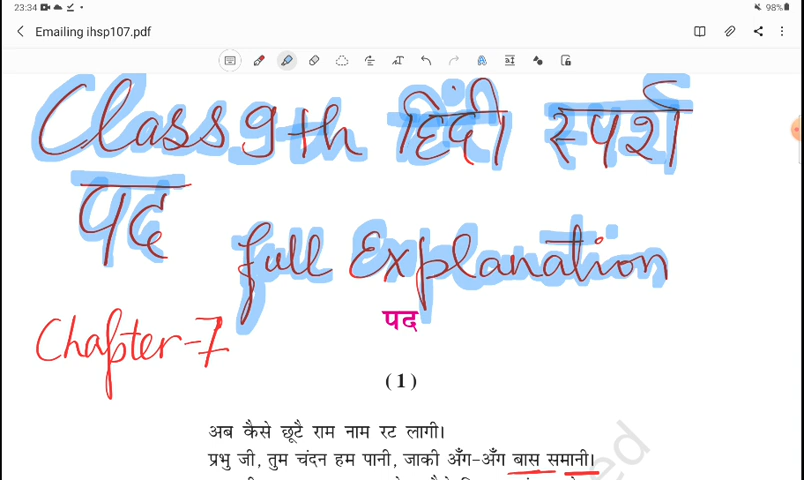 23:34
98%
Emailing ihsp107.pdf
Class 9th हिंदी स्पर्श
पद
full Explanation
Chapter-7
पद
(1)
अब कैसे छूटै राम नाम रट लागी।
प्रभु जी, तुम चंदन हम पानी, जाकी अँग-अँग बास समानी।